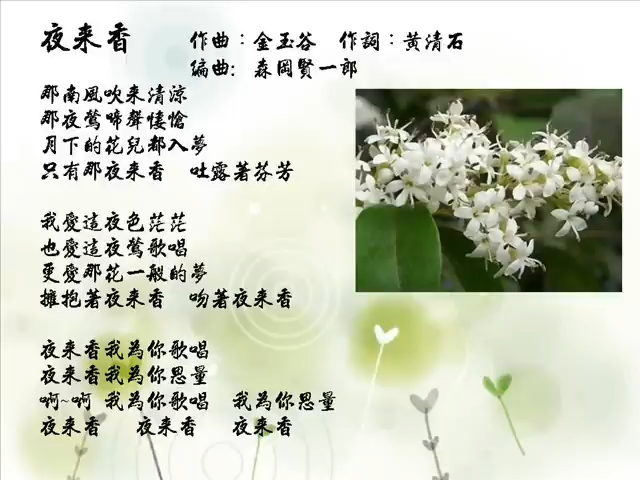 夜来香 作曲：金玉谷 作詞：黃清石
編曲: 森岡賢一郎
那南風吹来清涼
那夜鶯啼聲悽愴
月下的花兒都入夢
只有那夜来香 吐露著芬芳
我愛這夜色茫茫
也愛這夜鶯歌唱
更愛那花一般的夢
擁抱著夜来香 吻著夜来香
夜来香我為你歌唱
夜来香我為你思量
啊~啊 我為你歌唱 我為你思量
夜来香 夜来香 夜来香